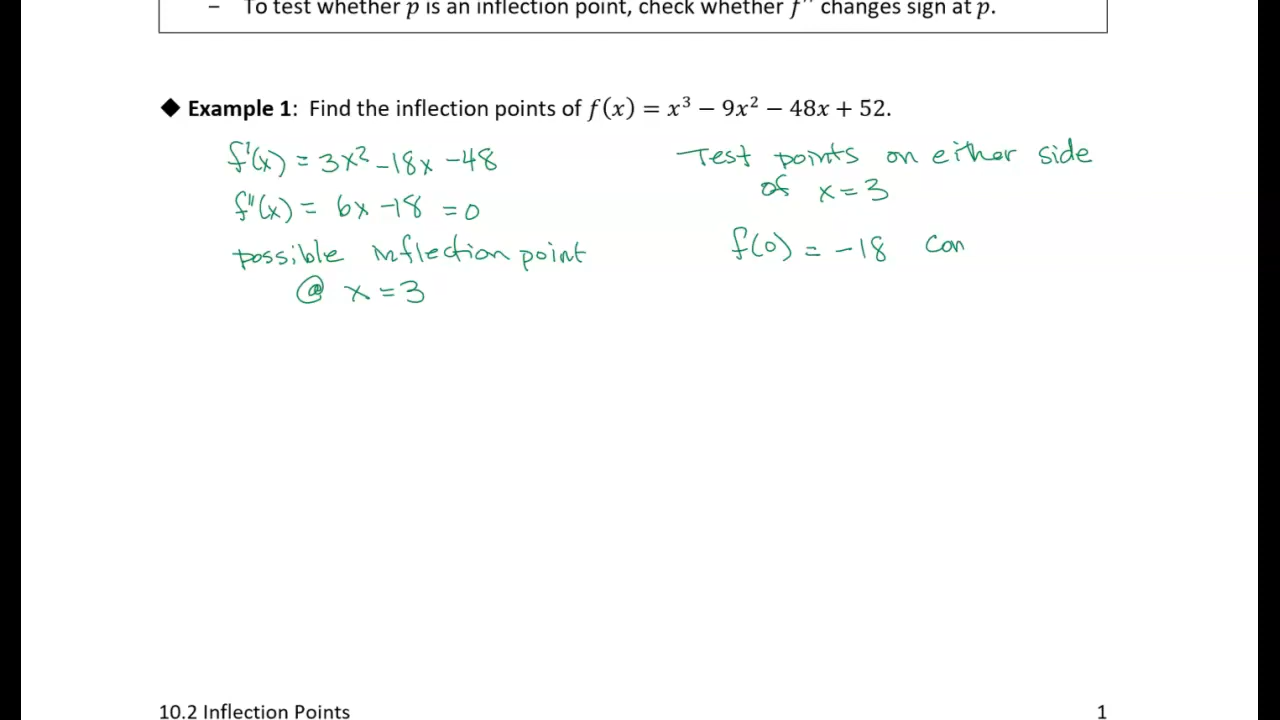 – To test whether p is an inflection point, check whether f'' changes sign at p.
◆ Example 1: Find the inflection points of f(x) = x³ − 9x² − 48x + 52.
f'(x) = 3x² -18x -48
f"(x) = 6x -18 = 0
possible inflection point
@ x = 3
Test points on either side
of x = 3
f(0) = -18 con
10.2 Inflection Points 1